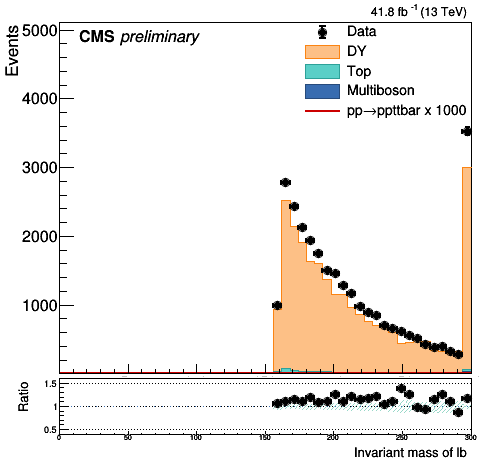 41.8 fb⁻¹ (13 TeV)
CMS preliminary
Data
DY
Top
Multiboson
pp→ppttbar x 1000
Events
5000
4000
3000
2000
1000
Ratio
1.5
1
0.5
0 50 100 150 200 250 300
Invariant mass of lb